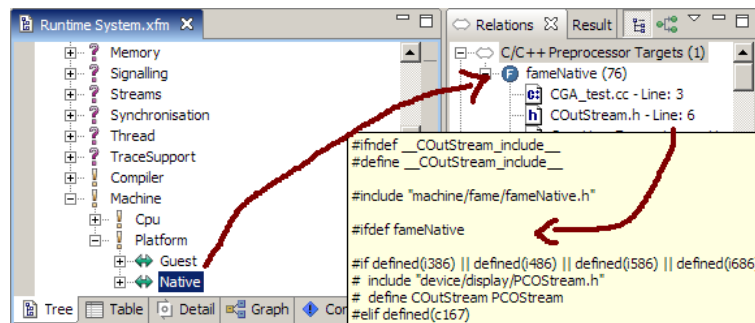 Runtime System.xfm
Relations
Result
Memory
Signalling
Streams
Synchronisation
Thread
TraceSupport
Compiler
Machine
Cpu
Platform
Guest
Native
Tree
Table
Detail
Graph
C/C++ Preprocessor Targets (1)
F fameNative (76)
c: CGA_test.cc - Line: 3
h COutStream.h - Line: 6
#ifndef __COutStream_include__
#define __COutStream_include__
#include "machine/fame/fameNative.h"
#ifdef fameNative
#if defined(i386) || defined(i486) || defined(i586) || defined(i686
# include "device/display/PCOStream.h"
# define COutStream PCOStream
#elif defined(c167)